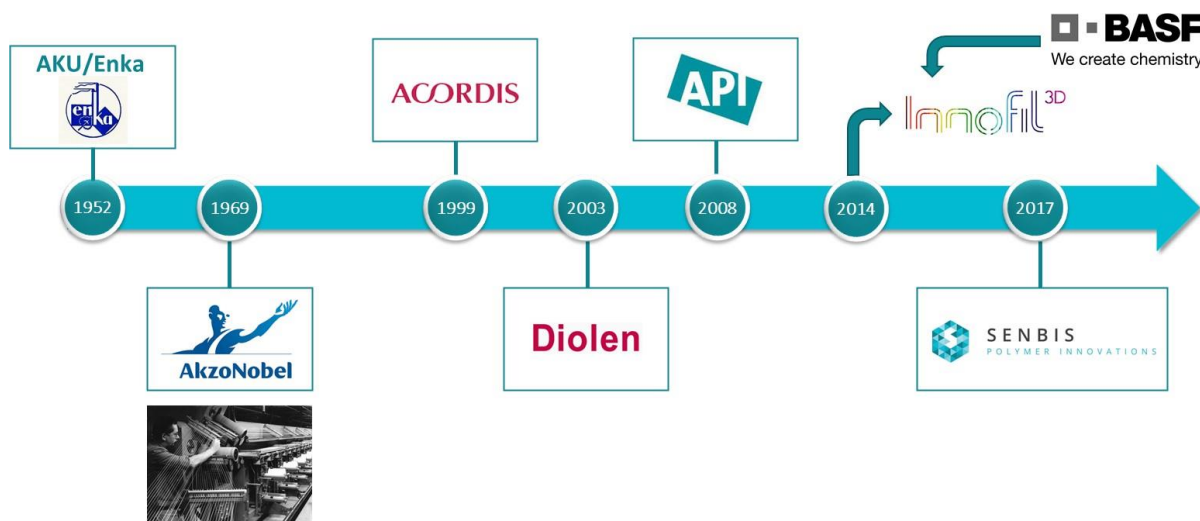 AKU/Enka
enka
ACORDIS
API
BASF
We create chemistry
Innofil3D
1952
1969
1999
2003
2008
2014
2017
AkzoNobel
Diolen
SENBIS
POLYMER INNOVATIONS